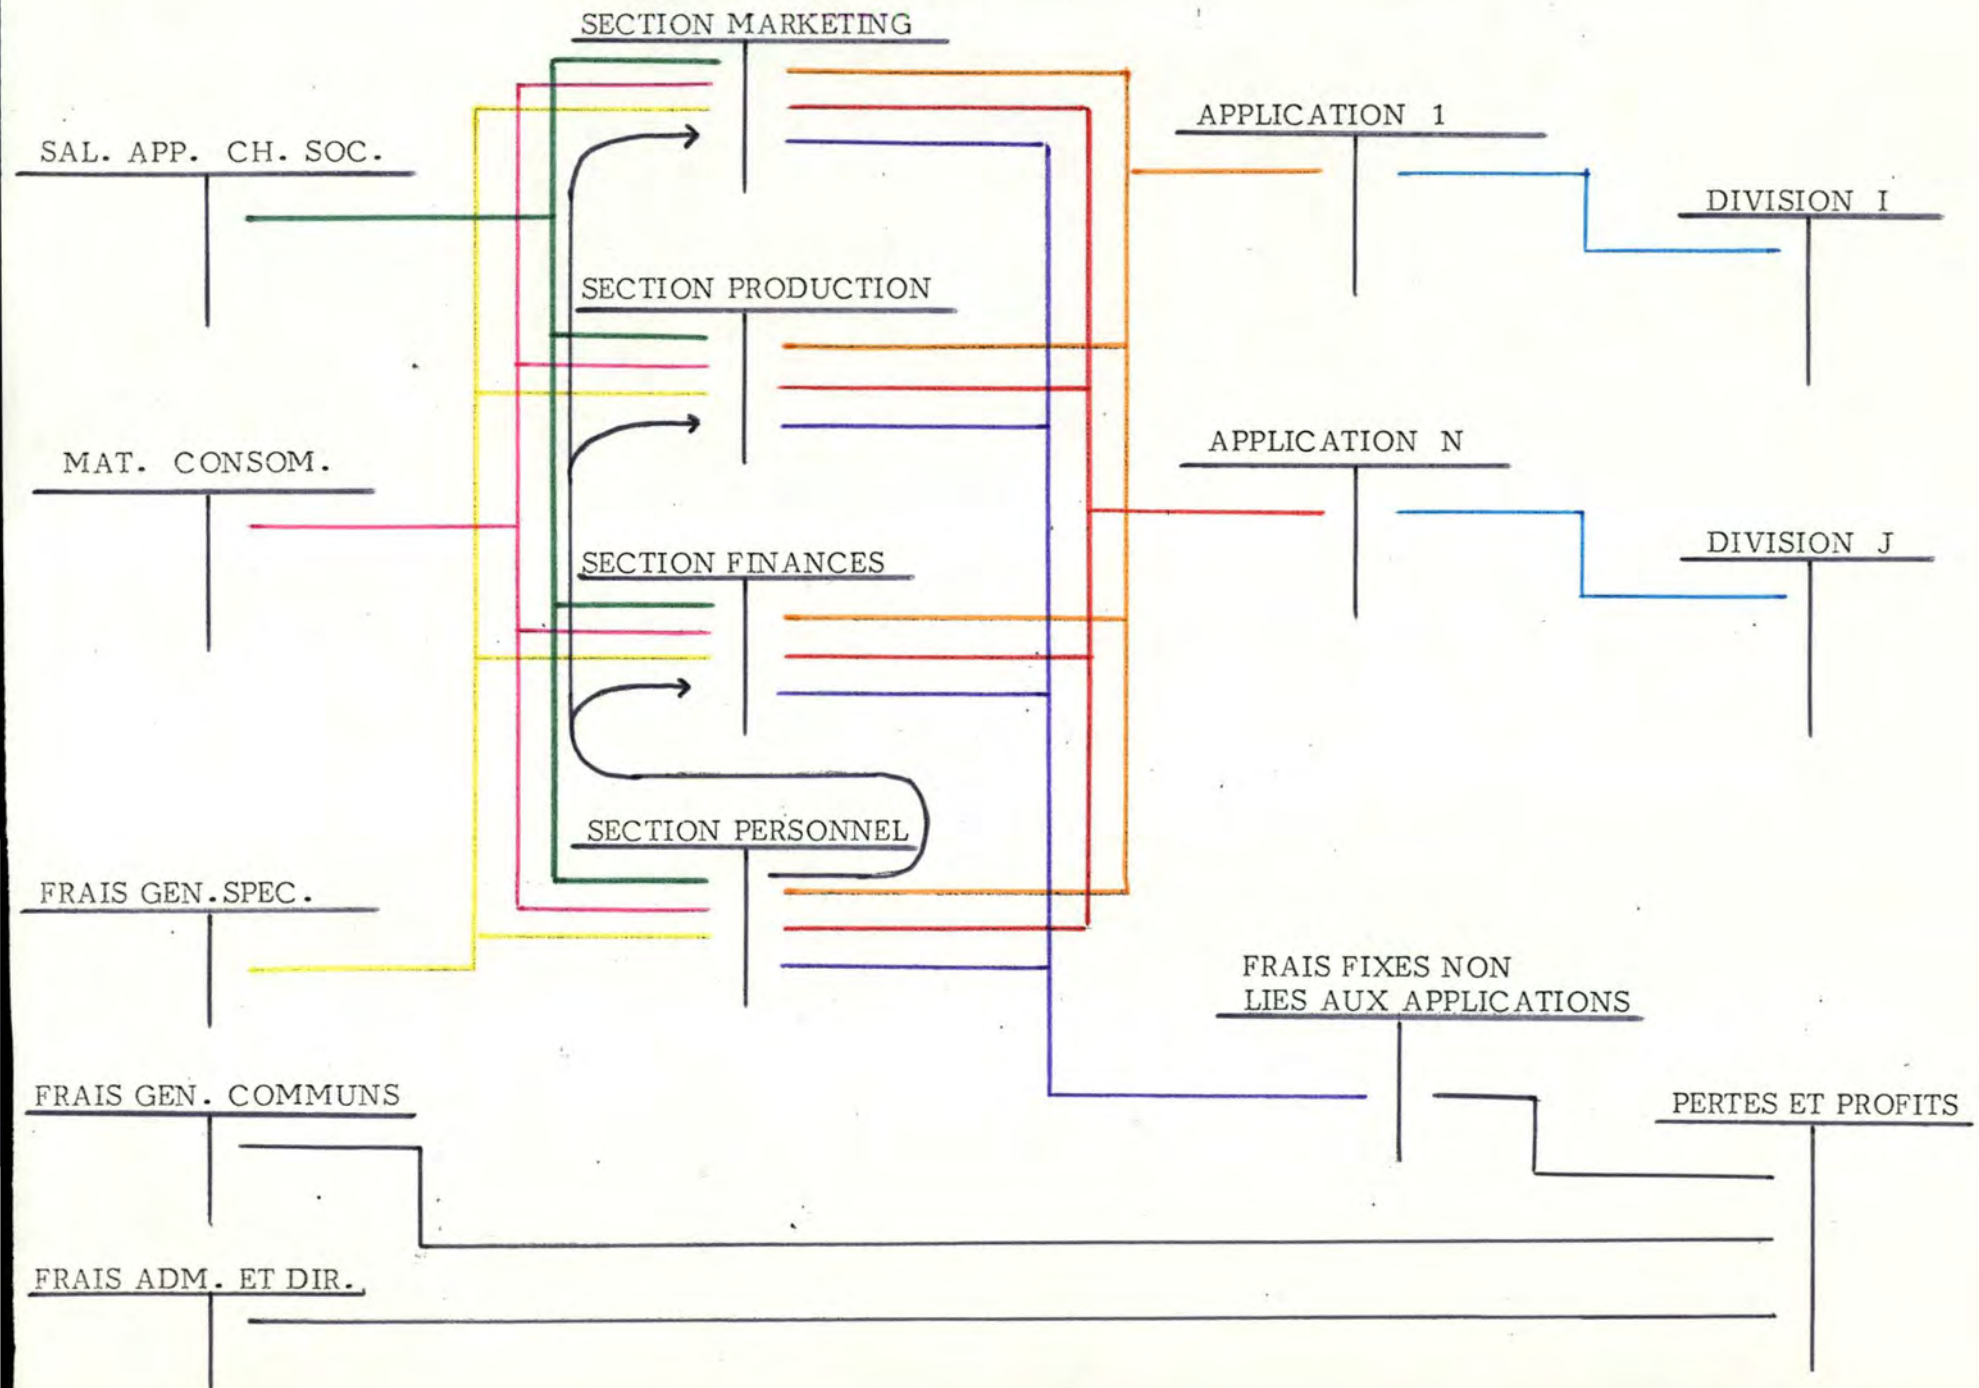 SECTION MARKETING
APPLICATION 1
SAL. APP. CH. SOC.
DIVISION I
SECTION PRODUCTION
APPLICATION N
MAT. CONSOM.
DIVISION J
SECTION FINANCES
SECTION PERSONNEL
FRAIS GEN.SPEC.
FRAIS FIXES NON
LIES AUX APPLICATIONS
FRAIS GEN. COMMUNS
PERTES ET PROFITS
FRAIS ADM. ET DIR.